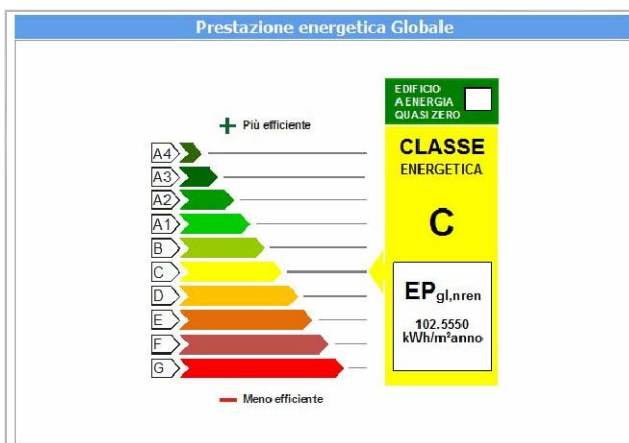 Prestazione energetica Globale
EDIFICIO
A ENERGIA
QUASI ZERO
Più efficiente
CLASSE
ENERGETICA
C
A4
A3
A2
A1
B
C
D
E
F
G
EPgl,nren
102.5550
kWh/m²anno
Meno efficiente